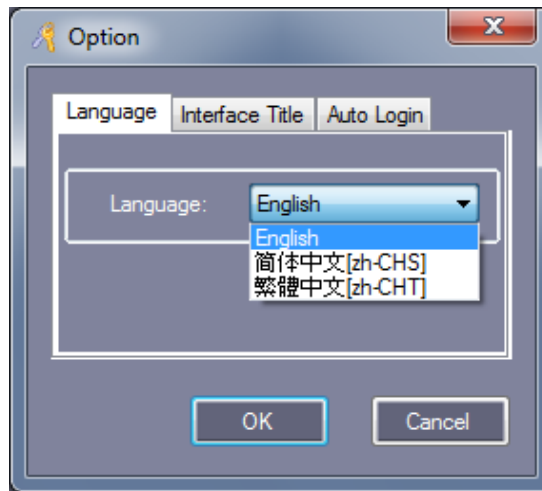 Option
Language Interface Title Auto Login
Language: English
English
简体中文[zh-CHS]
繁體中文[zh-CHT]
OK Cancel